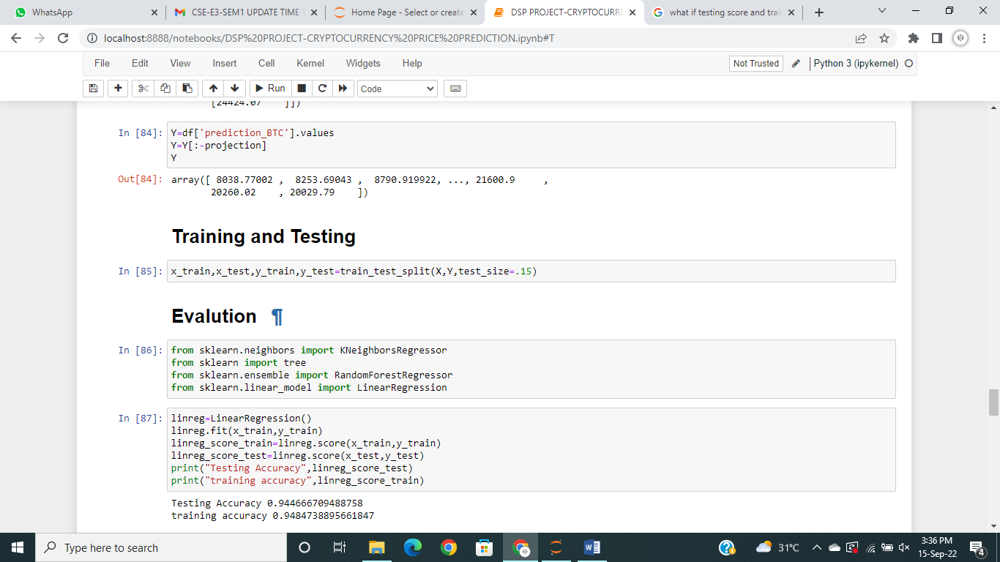 WhatsApp
CSE-E3-SEM1 UPDATE TIME T
Home Page - Select or create
DSP PROJECT-CRYPTOCURRE
what if testing score and train
localhost:8888/notebooks/DSP%20PROJECT-CRYPTOCURRENCY%20PRICE%20PREDICTION.ipynb#T
File Edit View Insert Cell Kernel Widgets Help
Not Trusted
Python 3 (ipykernel)
Run
Code
[24424.07    ]])
In [84]:
Y=df['prediction_BTC'].values
Y=Y[:-projection]
Y
Out[84]:
array([ 8038.77002 ,  8253.69043 ,  8790.919922, ..., 21600.9     ,
20260.02    , 20029.79    ])
Training and Testing
In [85]:
x_train,x_test,y_train,y_test=train_test_split(X,Y,test_size=.15)
Evalution ¶
In [86]:
from sklearn.neighbors import KNeighborsRegressor
from sklearn import tree
from sklearn.ensemble import RandomForestRegressor
from sklearn.linear_model import LinearRegression
In [87]:
linreg=LinearRegression()
linreg.fit(x_train,y_train)
linreg_score_train=linreg.score(x_train,y_train)
linreg_score_test=linreg.score(x_test,y_test)
print("Testing Accuracy",linreg_score_test)
print("training accuracy",linreg_score_train)
Testing Accuracy 0.944666709488758
training accuracy 0.9484738895661847
Type here to search
31°C
3:36 PM
15-Sep-22
4